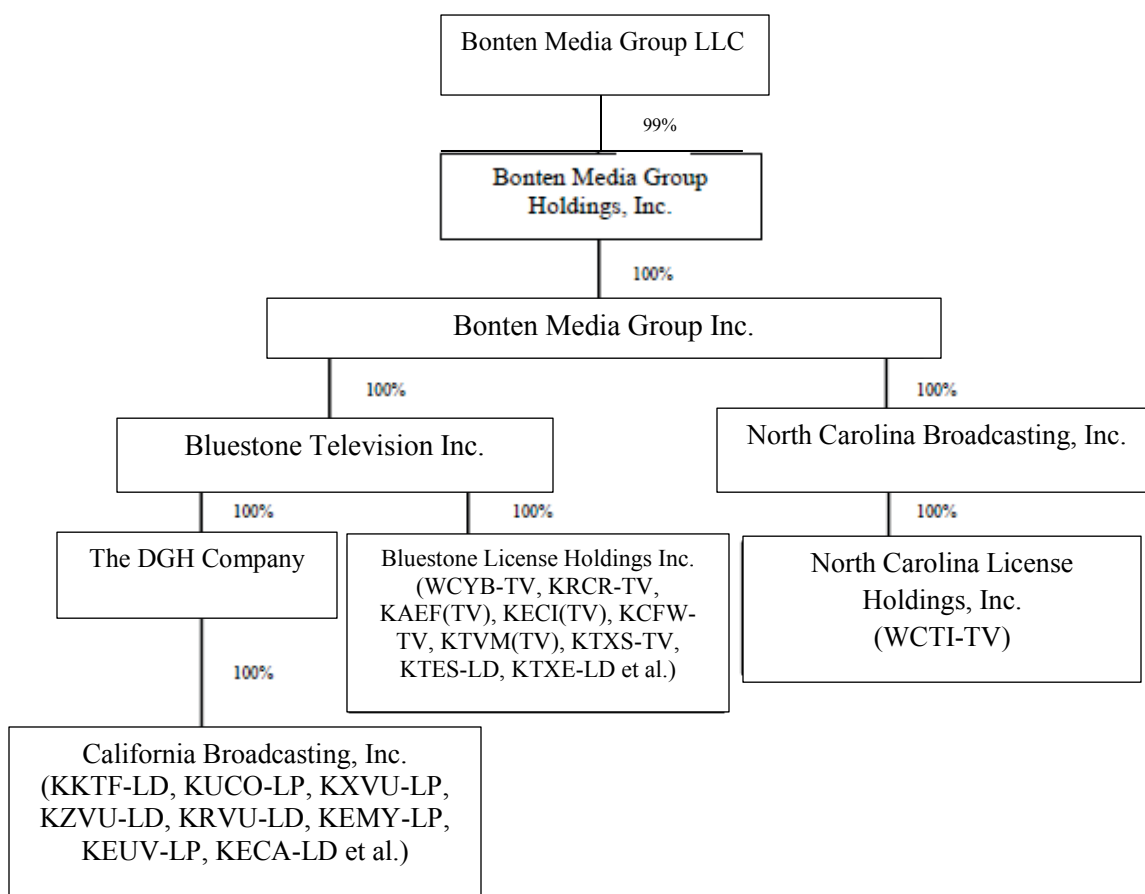 Bonten Media Group LLC
99%
Bonten Media Group
Holdings, Inc.
100%
Bonten Media Group Inc.
100%
100%
Bluestone Television Inc.
North Carolina Broadcasting, Inc.
100%
100%
100%
The DGH Company
Bluestone License Holdings Inc.
(WCYB-TV, KRCR-TV,
KAEF(TV), KECI(TV), KCFW-
TV, KTVM(TV), KTXS-TV,
KTES-LD, KTXE-LD et al.)
North Carolina License
Holdings, Inc.
(WCTI-TV)
100%
California Broadcasting, Inc.
(KKTF-LD, KUCO-LP, KXVU-LP,
KZVU-LD, KRVU-LD, KEMY-LP,
KEUV-LP, KECA-LD et al.)